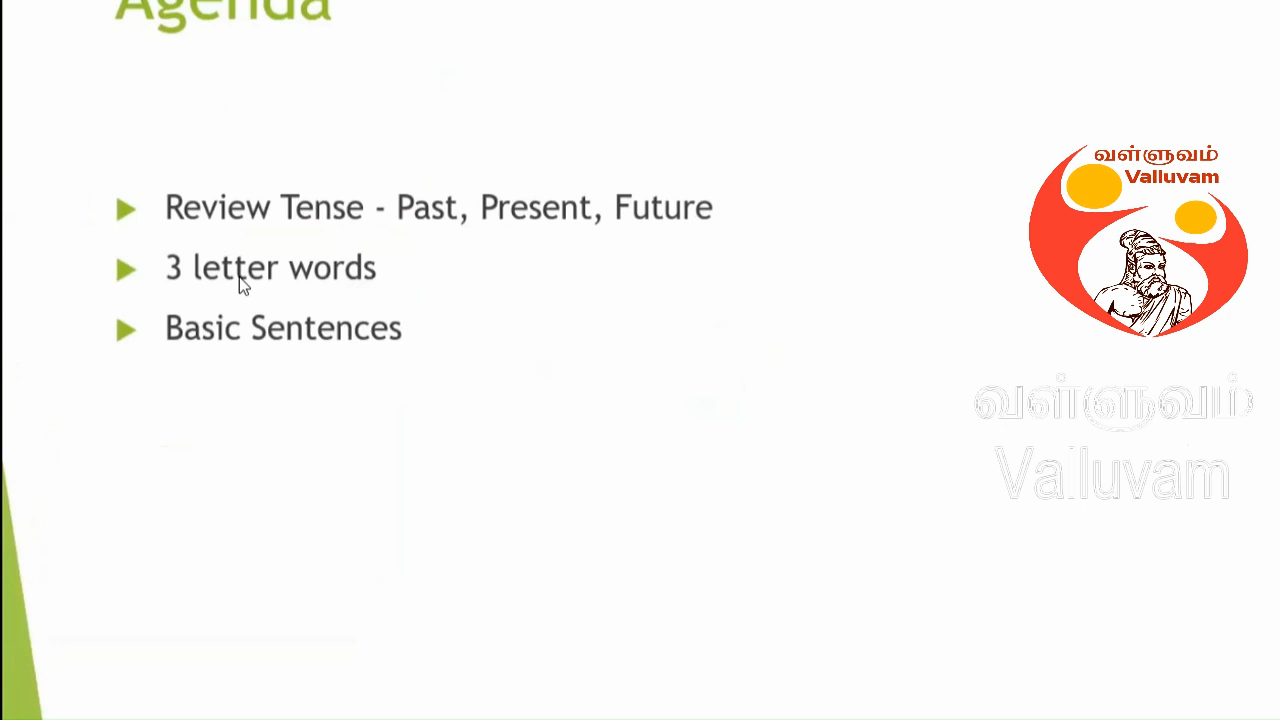 Agenda
Review Tense - Past, Present, Future
3 letter words
Basic Sentences
வள்ளுவம்
Valluvam
வள்ளுவம்
Valluvam